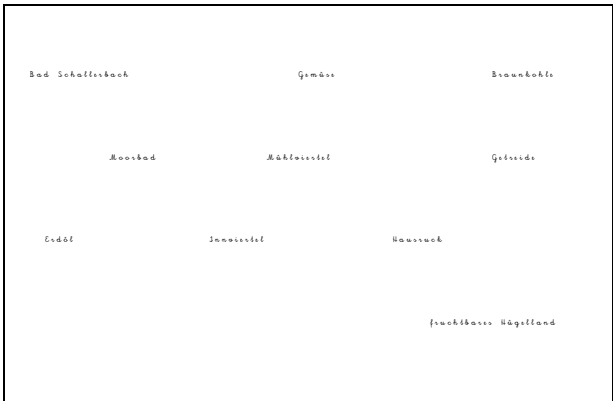 Bad Schallerbach Gemüse Braunkohle
Moorbad Mühlviertel Getreide
Erdöl Innviertel Hausruck
fruchtbares Hügelland